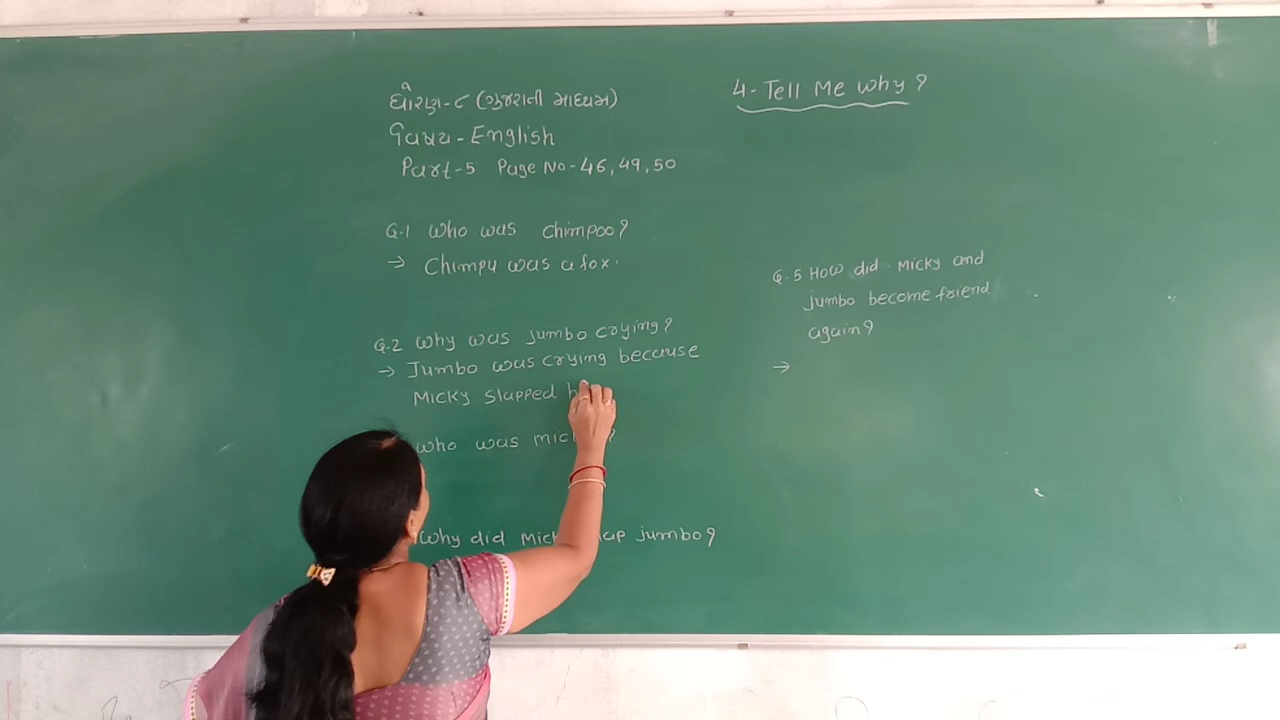 ધોરણ-૮ (ગુજરાતી માધ્યમ)
વિષય - English
Part-5 Page No-46,49,50
4- Tell Me Why?
Q.1 Who was chimpoo?
→ Chimpu was a fox.
Q.2 Why was jumbo crying?
→ Jumbo was crying because
Micky slapped
who was
Why did jumbo?
Q-5 How did Micky and
jumbo become friend
again?
→